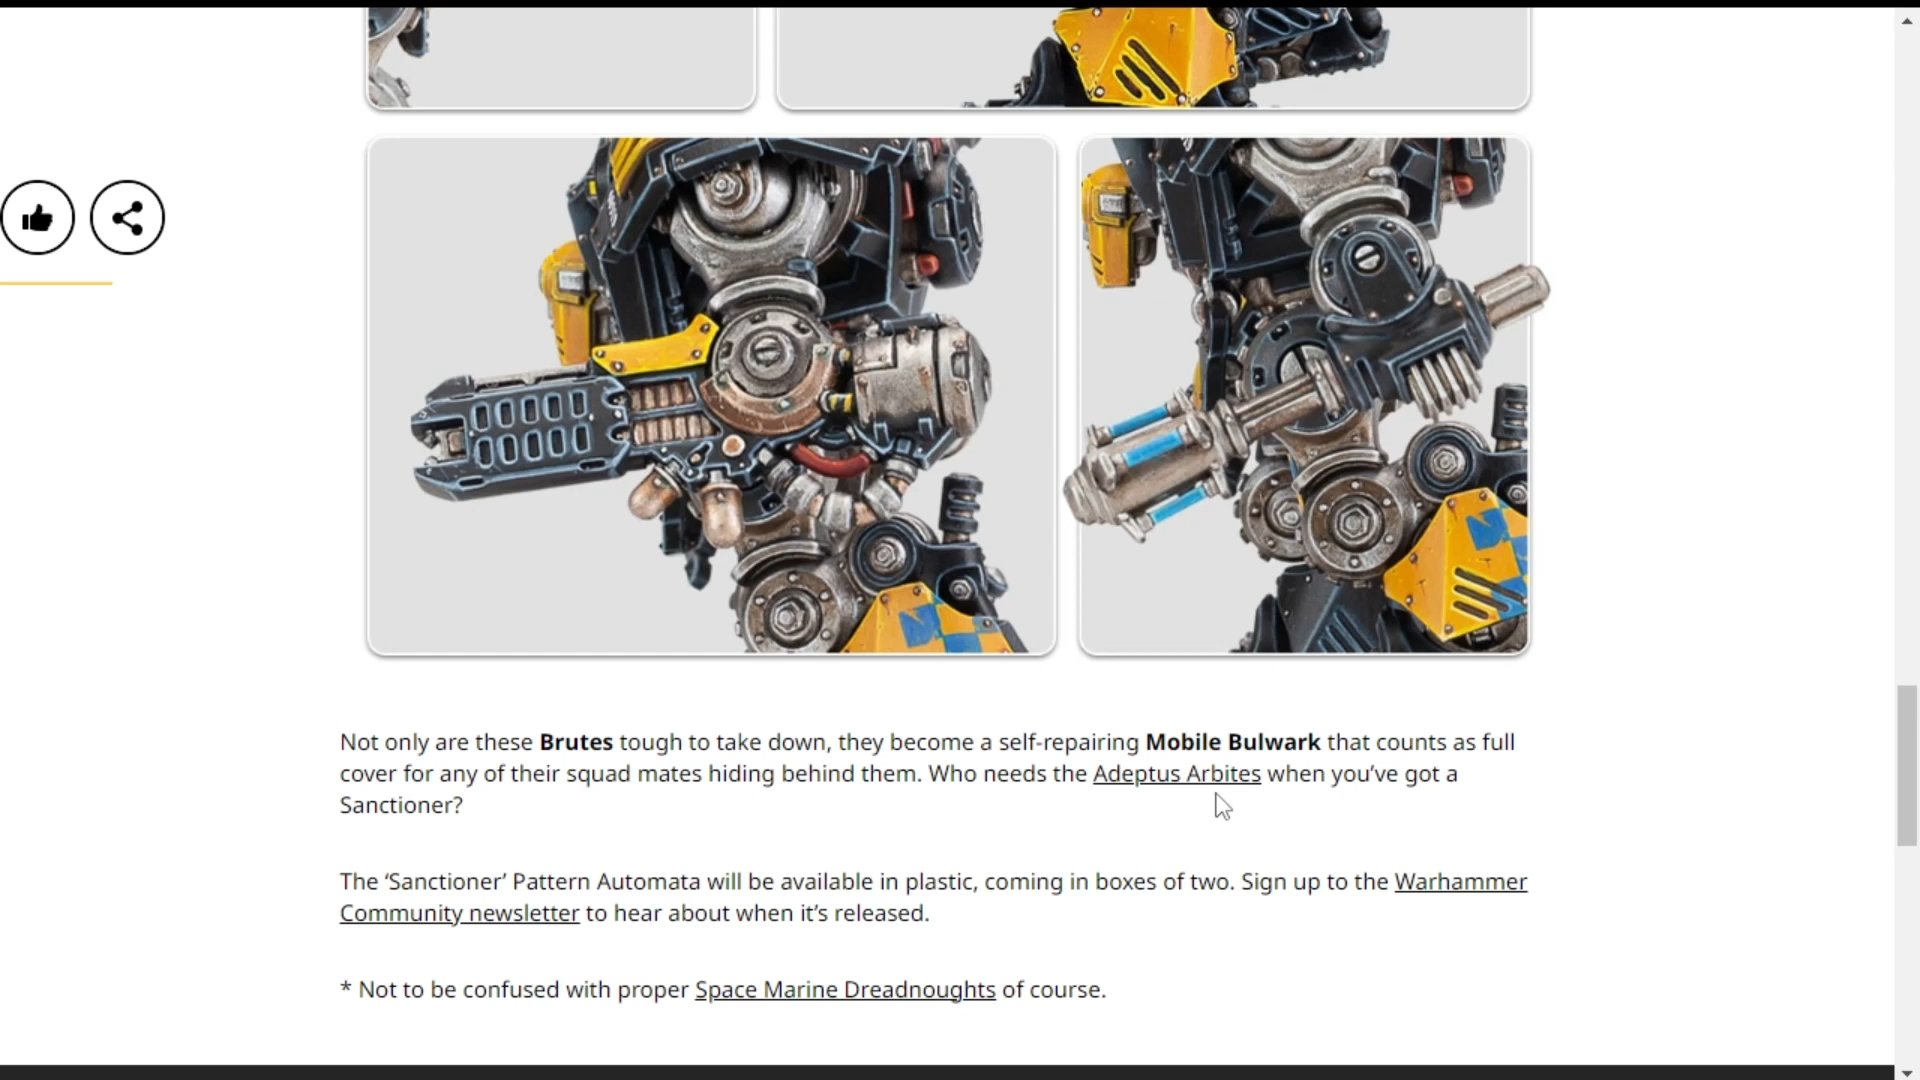 Not only are these Brutes tough to take down, they become a self-repairing Mobile Bulwark that counts as full
cover for any of their squad mates hiding behind them. Who needs the Adeptus Arbites when you’ve got a
Sanctioner?
The ‘Sanctioner’ Pattern Automata will be available in plastic, coming in boxes of two. Sign up to the Warhammer
Community newsletter to hear about when it’s released.
* Not to be confused with proper Space Marine Dreadnoughts of course.